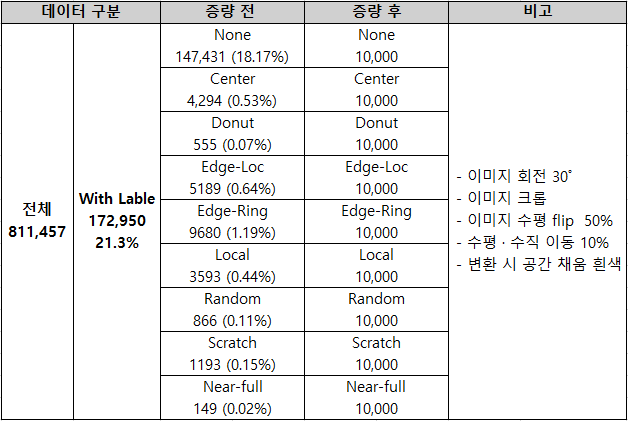 데이터 구분
증량 전
증량 후
비고
전체
811,457
With Lable
172,950
21.3%
None
147,431 (18.17%)
None
10,000
Center
4,294 (0.53%)
Center
10,000
Donut
555 (0.07%)
Donut
10,000
Edge-Loc
5189 (0.64%)
Edge-Loc
10,000
Edge-Ring
9680 (1.19%)
Edge-Ring
10,000
Local
3593 (0.44%)
Local
10,000
Random
866 (0.11%)
Random
10,000
Scratch
1193 (0.15%)
Scratch
10,000
Near-full
149 (0.02%)
Near-full
10,000
- 이미지 회전 30˚
- 이미지 크롭
- 이미지 수평 flip 50%
- 수평 · 수직 이동 10%
- 변환 시 공간 채움 흰색